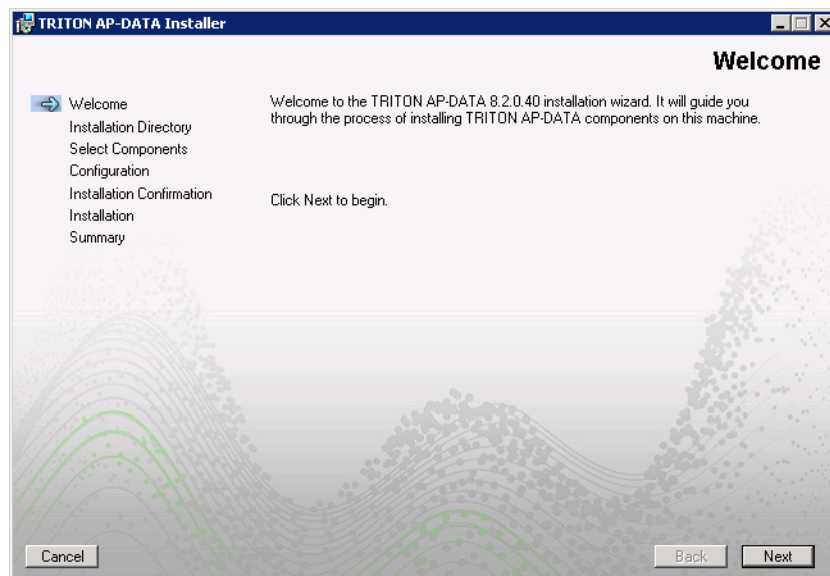 TRITON AP-DATA Installer
Welcome
Welcome
Installation Directory
Select Components
Configuration
Installation Confirmation
Installation
Summary
Welcome to the TRITON AP-DATA 8.2.0.40 installation wizard. It will guide you
through the process of installing TRITON AP-DATA components on this machine.
Click Next to begin.
Cancel
Back
Next